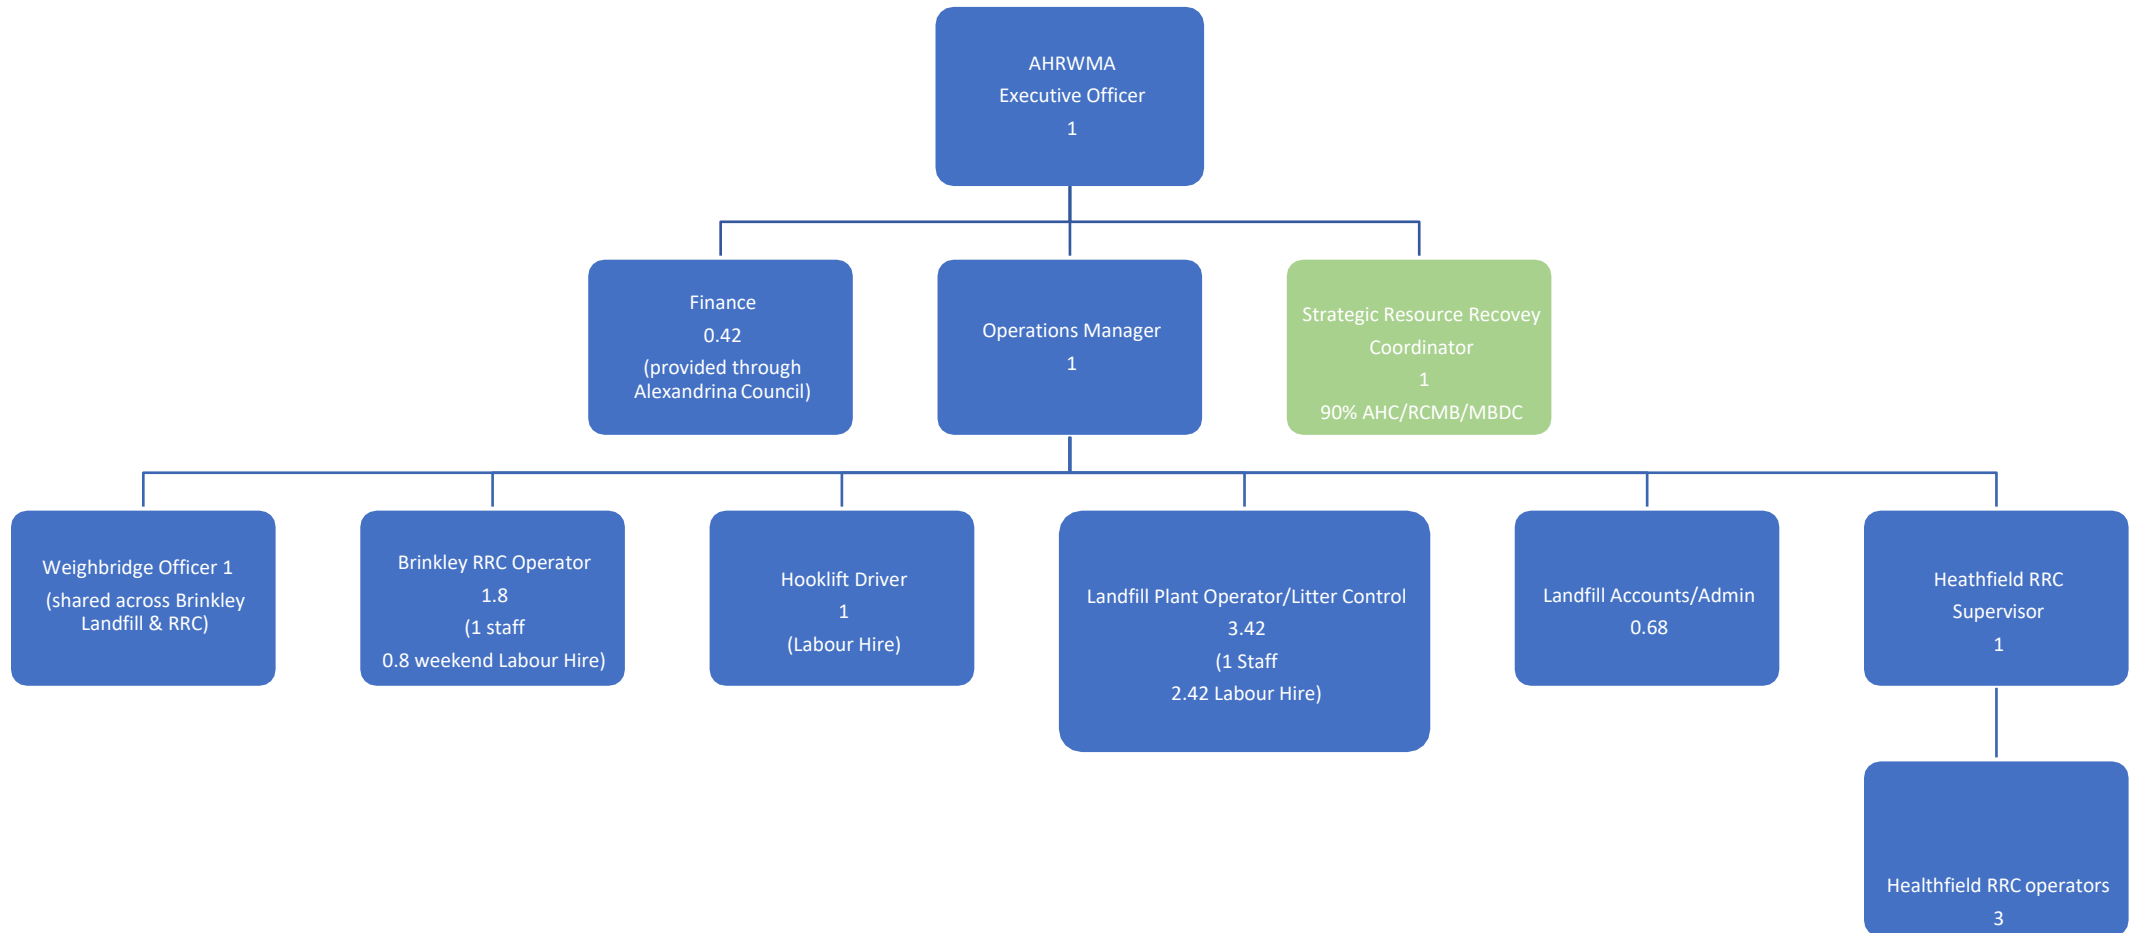 AHRWMA
Executive Officer
1
Finance
0.42
(provided through
Alexandrina Council)
Operations Manager
1
Strategic Resource Recovey
Coordinator
1
90% AHC/RCMB/MBDC
Weighbridge Officer 1
(shared across Brinkley
Landfill & RRC)
Brinkley RRC Operator
1.8
(1 staff
0.8 weekend Labour Hire)
Hooklift Driver
1
(Labour Hire)
Landfill Plant Operator/Litter Control
3.42
(1 Staff
2.42 Labour Hire)
Landfill Accounts/Admin
0.68
Heathfield RRC
Supervisor
1
Healthfield RRC operators
3